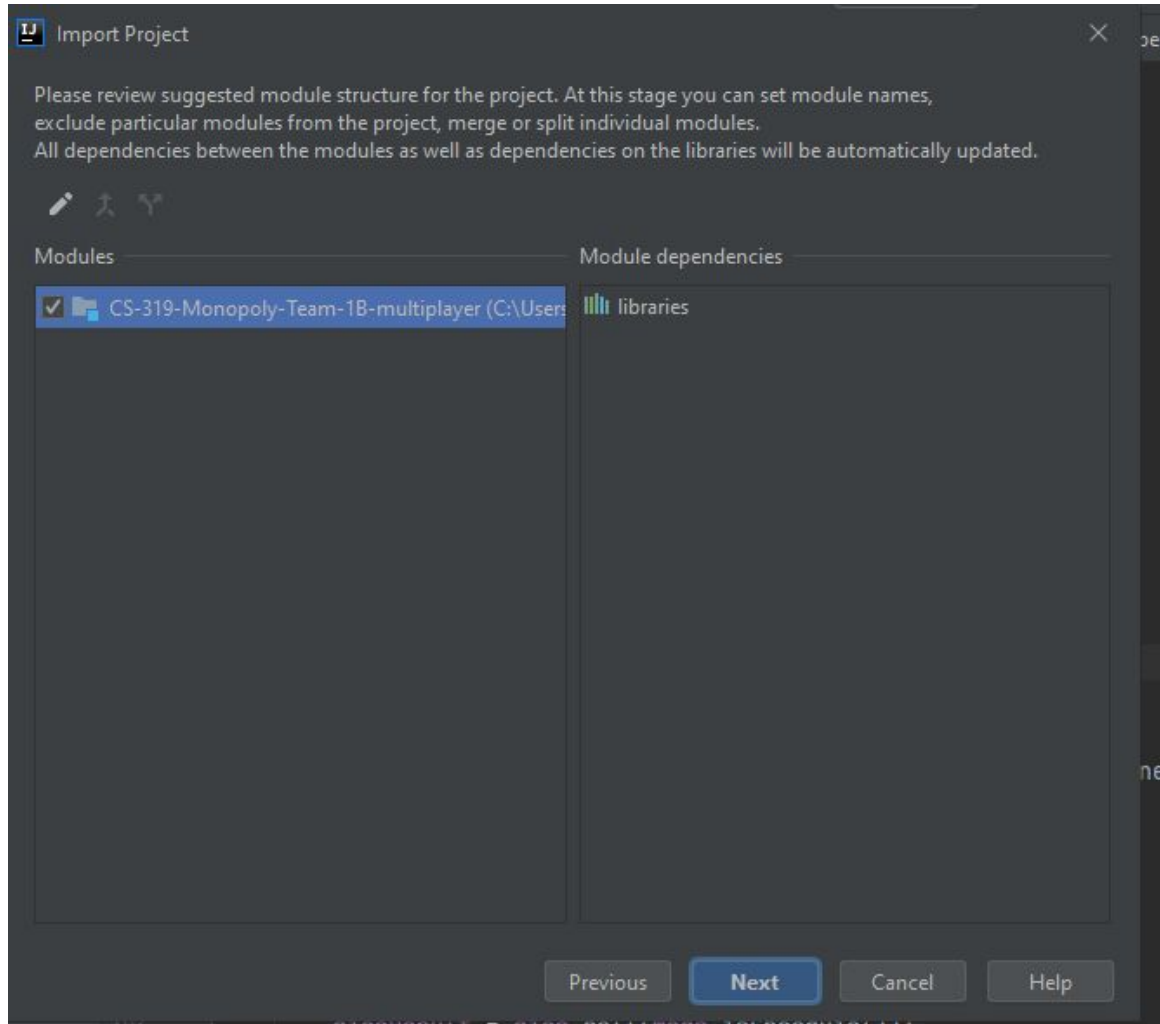 IJ
Import Project
Please review suggested module structure for the project. At this stage you can set module names,
exclude particular modules from the project, merge or split individual modules.
All dependencies between the modules as well as dependencies on the libraries will be automatically updated.
Modules
Module dependencies
CS-319-Monopoly-Team-1B-multiplayer (C:\Users
libraries
Previous
Next
Cancel
Help